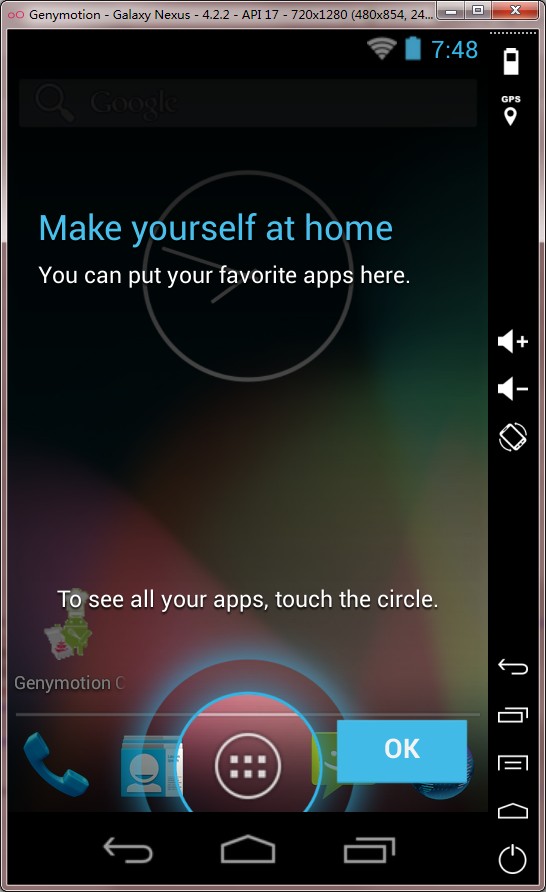 Genymotion - Galaxy Nexus - 4.2.2 - API 17 - 720x1280 (480x854, 24...
7:48
GPS
Google
Make yourself at home
You can put your favorite apps here.
To see all your apps, touch the circle.
Genymotion C
OK